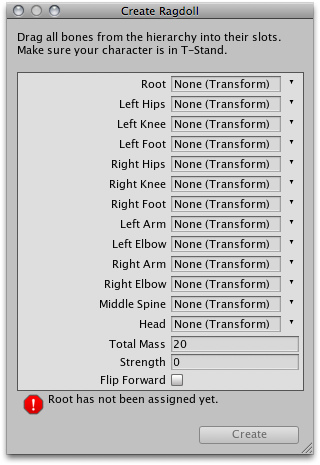 Create Ragdoll
Drag all bones from the hierarchy into their slots.
Make sure your character is in T-Stand.
Root None (Transform)
Left Hips None (Transform)
Left Knee None (Transform)
Left Foot None (Transform)
Right Hips None (Transform)
Right Knee None (Transform)
Right Foot None (Transform)
Left Arm None (Transform)
Left Elbow None (Transform)
Right Arm None (Transform)
Right Elbow None (Transform)
Middle Spine None (Transform)
Head None (Transform)
Total Mass 20
Strength 0
Flip Forward
! Root has not been assigned yet.
Create